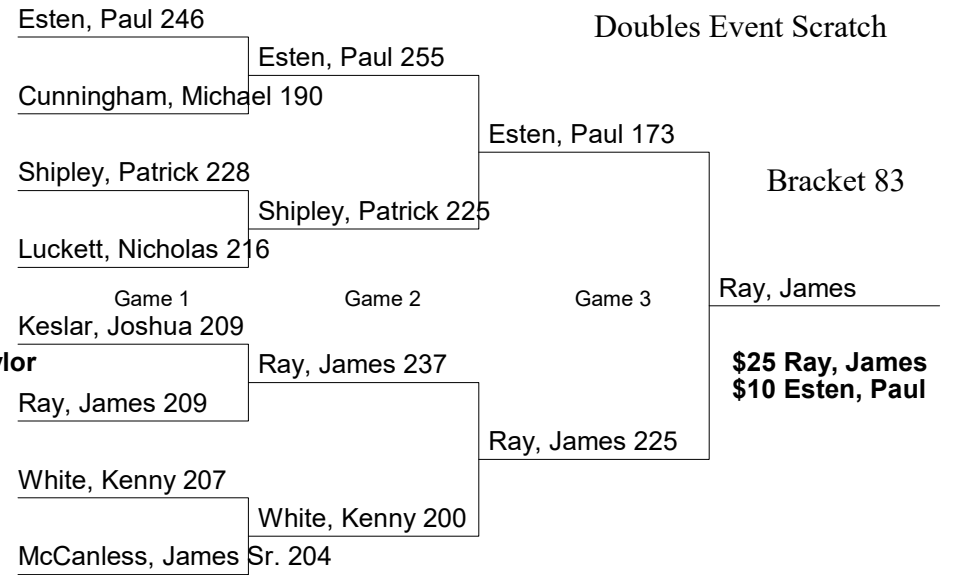 Esten, Paul 246
Doubles Event Scratch
Esten, Paul 255
Cunningham, Michael 190
Esten, Paul 173
Shipley, Patrick 228
Bracket 83
Shipley, Patrick 225
Luckett, Nicholas 216
Game 1
Game 2
Game 3
Ray, James
Keslar, Joshua 209
ylor
Ray, James 237
$25 Ray, James
$10 Esten, Paul
Ray, James 209
Ray, James 225
White, Kenny 207
White, Kenny 200
McCanless, James Sr. 204